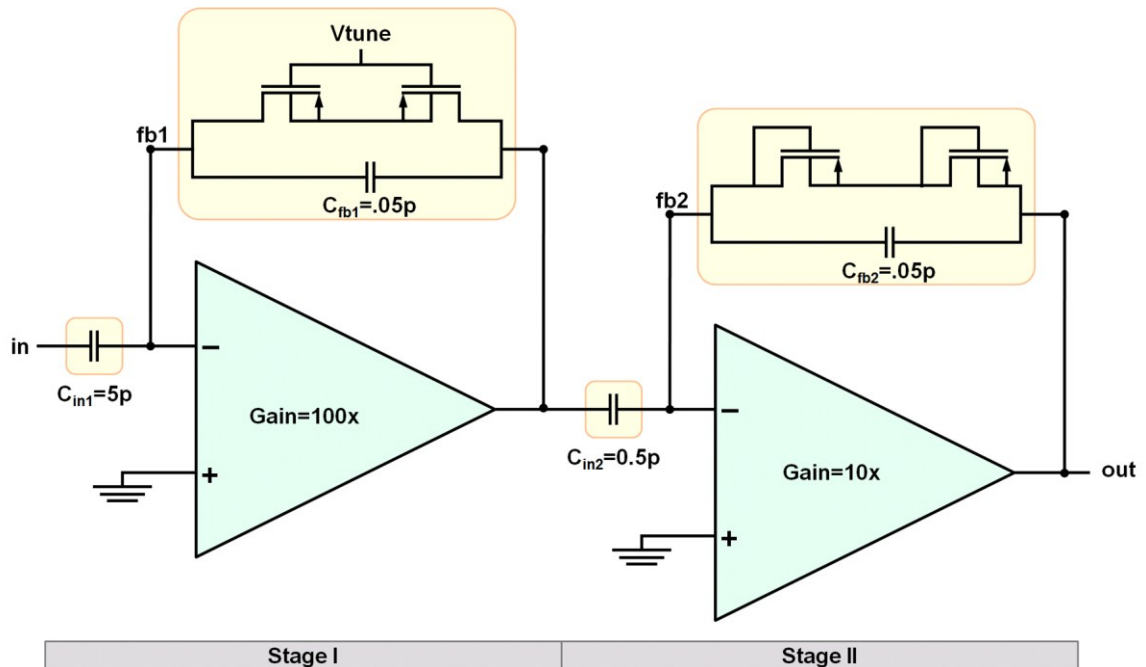 Vtune
fb1
C_fb1=.05p
fb2
C_fb2=.05p
in
−
C_in1=5p
Gain=100x
+
−
C_in2=0.5p
Gain=10x
out
+
Stage I
Stage II